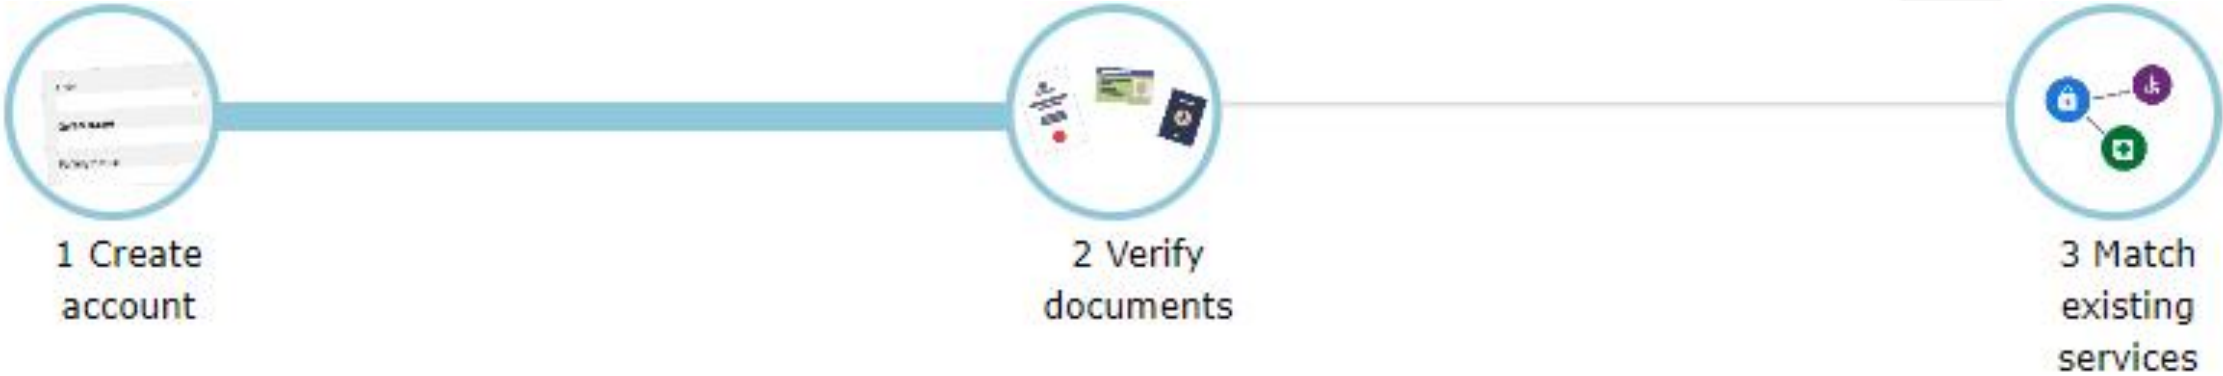 1 Create
account
2 Verify
documents
3 Match
existing
services